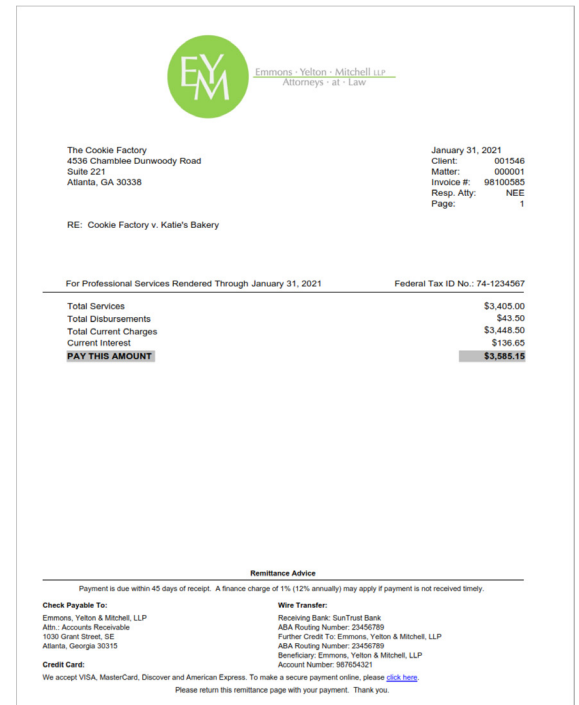 EYM
Emmons · Yelton · Mitchell LLP
Attorneys · at · Law
The Cookie Factory
4536 Chamblee Dunwoody Road
Suite 221
Atlanta, GA 30338
January 31, 2021
Client: 001546
Matter: 000001
Invoice #: 98100585
Resp. Atty: NEE
Page: 1
RE: Cookie Factory v. Katie's Bakery
For Professional Services Rendered Through January 31, 2021 Federal Tax ID No.: 74-1234567
Total Services $3,405.00
Total Disbursements $43.50
Total Current Charges $3,448.50
Current Interest $136.65
PAY THIS AMOUNT $3,585.15
Remittance Advice
Payment is due within 45 days of receipt. A finance charge of 1% (12% annually) may apply if payment is not received timely.
Check Payable To:
Emmons, Yelton & Mitchell, LLP
Attn.: Accounts Receivable
1030 Grant Street, SE
Atlanta, Georgia 30315
Wire Transfer:
Receiving Bank: SunTrust Bank
ABA Routing Number: 23456789
Further Credit To: Emmons, Yelton & Mitchell, LLP
ABA Routing Number: 23456789
Beneficiary: Emmons, Yelton & Mitchell, LLP
Account Number: 987654321
Credit Card:
We accept VISA, MasterCard, Discover and American Express. To make a secure payment online, please click here.
Please return this remittance page with your payment. Thank you.